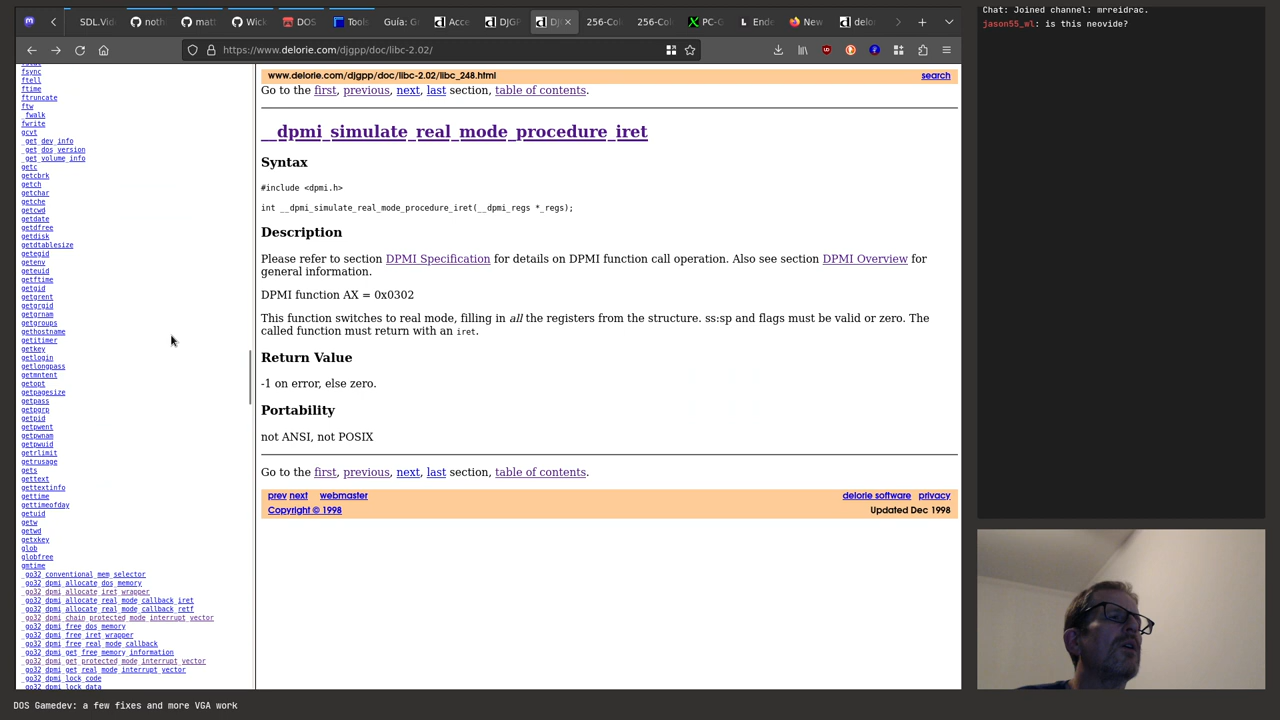 SDL.Vid
noth
matt
Wick
DOS
Tools
Guía: G
Acce
DJGP
DJ
256-Col
256-Col
PC-G
Ende
New
delor
https://www.delorie.com/djgpp/doc/libc-2.02/
fsync
ftell
ftime
ftruncate
ftw
_fwalk
fwrite
gcvt
_get_dev_info
_get_dos_version
_get_volume_info
getc
getcbrk
getch
getchar
getche
getcwd
getdate
getdfree
getdisk
getdtablesize
getegid
getenv
geteuid
getftime
getgid
getgrent
getgrgid
getgrnam
getgroups
gethostname
getitimer
getkey
getlogin
getlongpass
getmntent
getopt
getpagesize
getpass
getpgrp
getpid
getpwent
getpwnam
getpwuid
getrlimit
getrusage
gets
gettext
gettextinfo
gettime
gettimeofday
getuid
getw
getwd
getxkey
glob
globfree
gmtime
_go32_conventional_mem_selector
_go32_dpmi_allocate_dos_memory
_go32_dpmi_allocate_iret_wrapper
_go32_dpmi_allocate_real_mode_callback_iret
_go32_dpmi_allocate_real_mode_callback_retf
_go32_dpmi_chain_protected_mode_interrupt_vector
_go32_dpmi_free_dos_memory
_go32_dpmi_free_iret_wrapper
_go32_dpmi_free_real_mode_callback
_go32_dpmi_get_free_memory_information
_go32_dpmi_get_protected_mode_interrupt_vector
_go32_dpmi_get_real_mode_interrupt_vector
_go32_dpmi_lock_code
_go32_dpmi_lock_data
www.delorie.com/djgpp/doc/libc-2.02/libc_248.html search
Go to the first, previous, next, last section, table of contents.
__dpmi_simulate_real_mode_procedure_iret
Syntax
#include <dpmi.h>
int __dpmi_simulate_real_mode_procedure_iret(__dpmi_regs *_regs);
Description
Please refer to section DPMI Specification for details on DPMI function call operation. Also see section DPMI Overview for
general information.
DPMI function AX = 0x0302
This function switches to real mode, filling in all the registers from the structure. ss:sp and flags must be valid or zero. The
called function must return with an iret.
Return Value
-1 on error, else zero.
Portability
not ANSI, not POSIX
Go to the first, previous, next, last section, table of contents.
prev next webmaster delorie software privacy
Copyright © 1998 Updated Dec 1998
Chat: Joined channel: mrreidrac.
jason55_wl: is this neovide?
DOS Gamedev: a few fixes and more VGA work